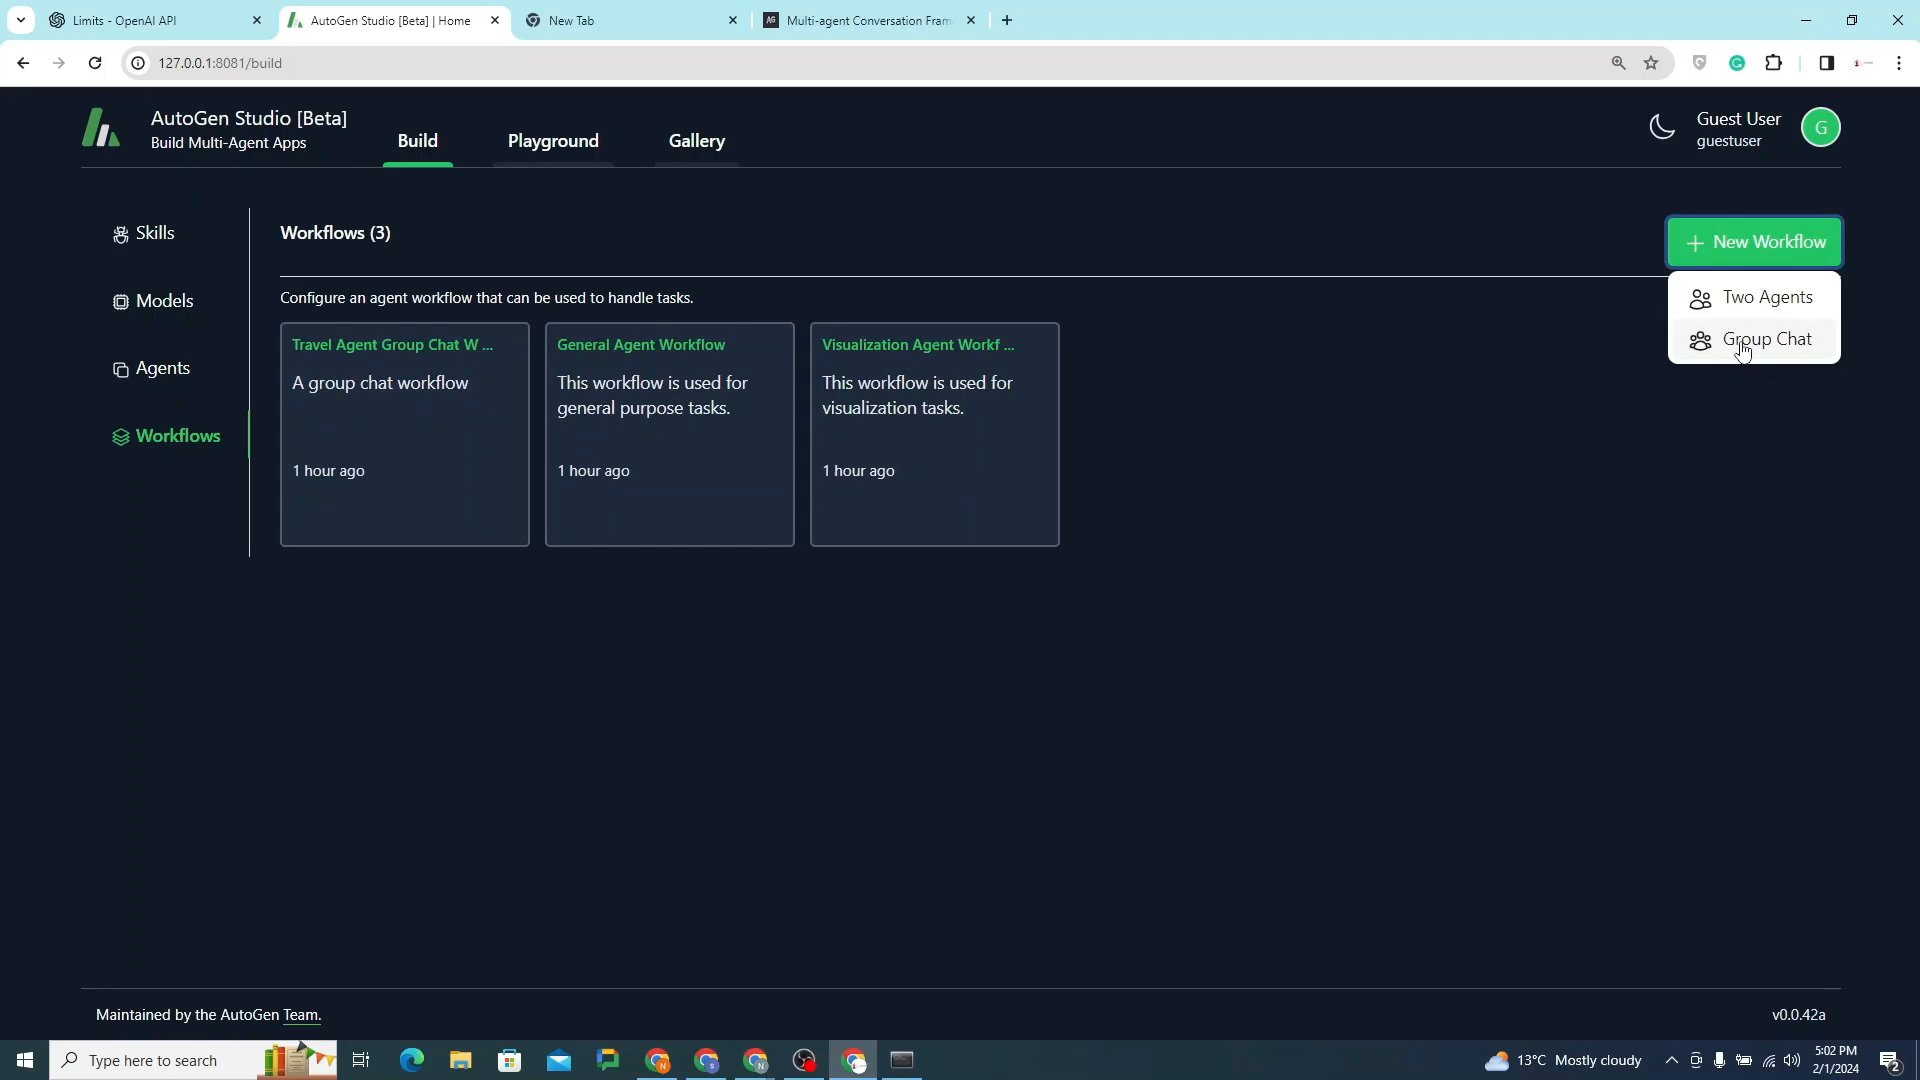 Limits - OpenAI API
AutoGen Studio [Beta] | Home
New Tab
Multi-agent Conversation Fram
127.0.0.1:8081/build
AutoGen Studio [Beta]
Build Multi-Agent Apps
Build
Playground
Gallery
Guest User
guestuser
G
Skills
Models
Agents
Workflows
Workflows (3)
New Workflow
Two Agents
Group Chat
Configure an agent workflow that can be used to handle tasks.
Travel Agent Group Chat W ...
A group chat workflow
1 hour ago
General Agent Workflow
This workflow is used for
general purpose tasks.
1 hour ago
Visualization Agent Workf ...
This workflow is used for
visualization tasks.
1 hour ago
Maintained by the AutoGen Team.
v0.0.42a
Type here to search
13°C Mostly cloudy
5:02 PM
2/1/2024
2